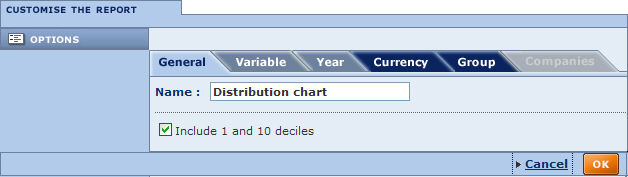 CUSTOMISE THE REPORT
OPTIONS
General Variable Year Currency Group Companies
Name : Distribution chart
Include 1 and 10 deciles
Cancel OK